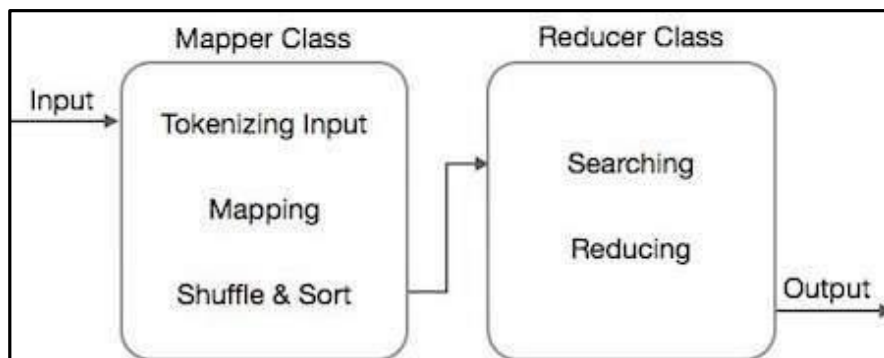 Mapper Class
Reducer Class
Input
Tokenizing Input
Mapping
Shuffle & Sort
Searching
Reducing
Output